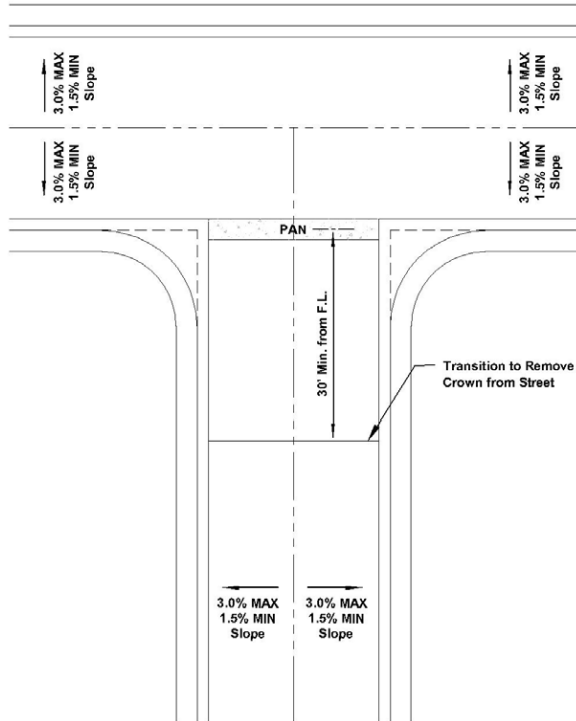 3.0% MAX
1.5% MIN
Slope
3.0% MAX
1.5% MIN
Slope
3.0% MAX
1.5% MIN
Slope
3.0% MAX
1.5% MIN
Slope
PAN
30' Min. from F.L.
Transition to Remove
Crown from Street
3.0% MAX
1.5% MIN
Slope
3.0% MAX
1.5% MIN
Slope